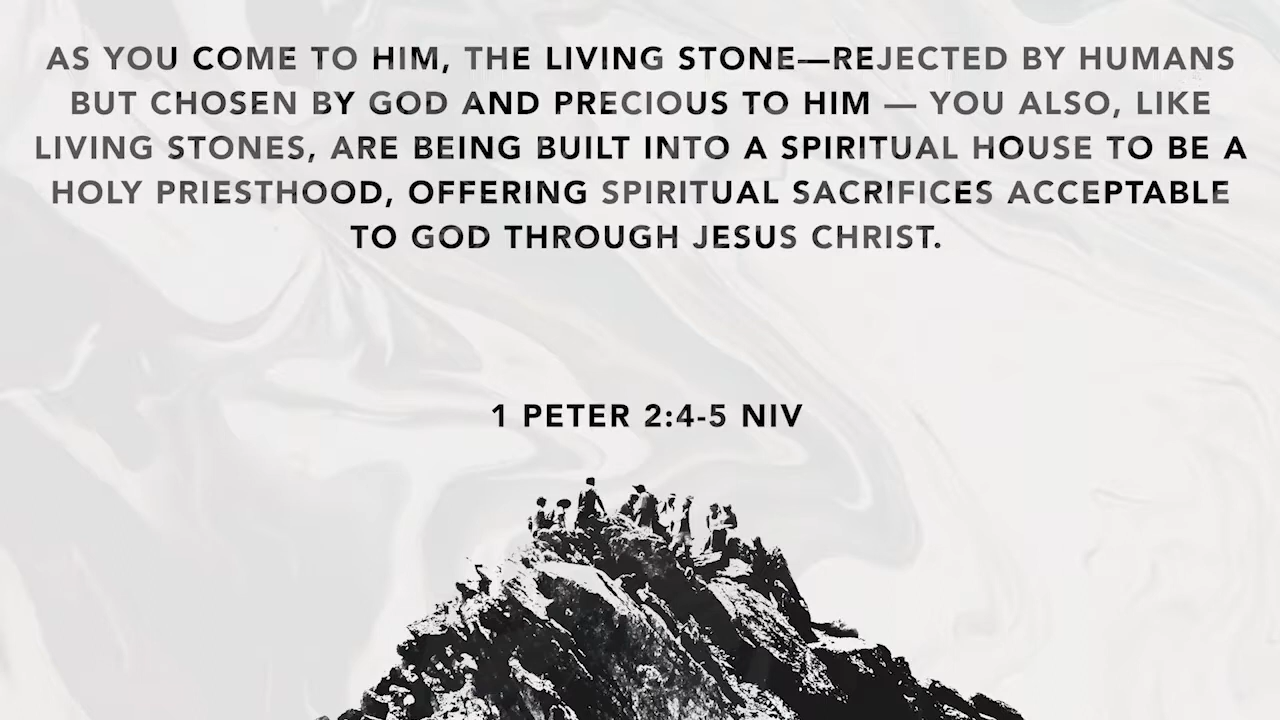 AS YOU COME TO HIM, THE LIVING STONE—REJECTED BY HUMANS
BUT CHOSEN BY GOD AND PRECIOUS TO HIM — YOU ALSO, LIKE
LIVING STONES, ARE BEING BUILT INTO A SPIRITUAL HOUSE TO BE A
HOLY PRIESTHOOD, OFFERING SPIRITUAL SACRIFICES ACCEPTABLE
TO GOD THROUGH JESUS CHRIST.
1 PETER 2:4-5 NIV